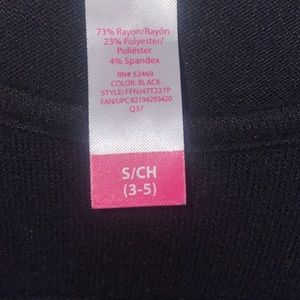 73% Rayon/Rayón
23% Polyester/
Poliéster
4% Spandex
RN# 52469
COLOR: BLACK
STYLE: FFNJ47T227P
EAN/UPC 82194293420
Q37
S/CH
(3-5)